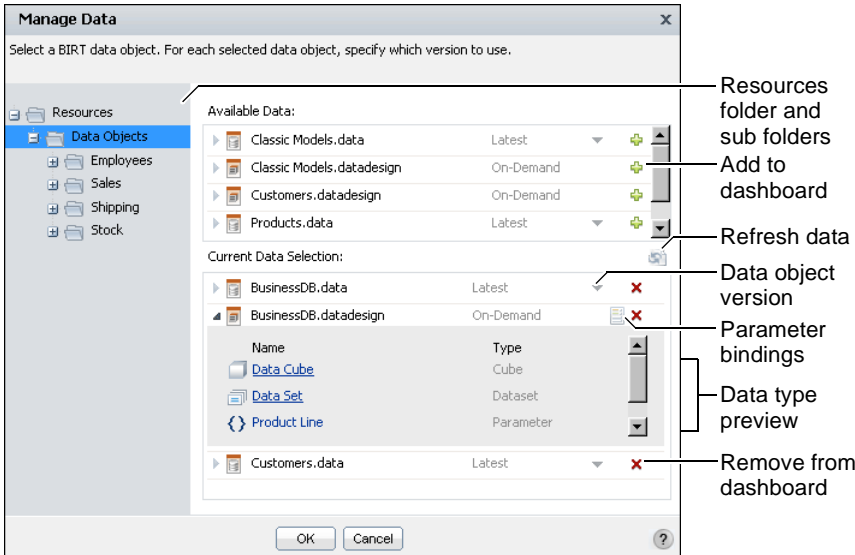 Manage Data
x
Select a BIRT data object. For each selected data object, specify which version to use.
Resources
Data Objects
Employees
Sales
Shipping
Stock
Available Data:
Classic Models.data Latest
Classic Models.datadesign On-Demand
Customers.datadesign On-Demand
Products.data Latest
Current Data Selection:
BusinessDB.data Latest
BusinessDB.datadesign On-Demand
Name Type
Data Cube Cube
Data Set Dataset
Product Line Parameter
Customers.data Latest
OK Cancel
?
Resources
folder and
sub folders
Add to
dashboard
Refresh data
Data object
version
Parameter
bindings
Data type
preview
Remove from
dashboard